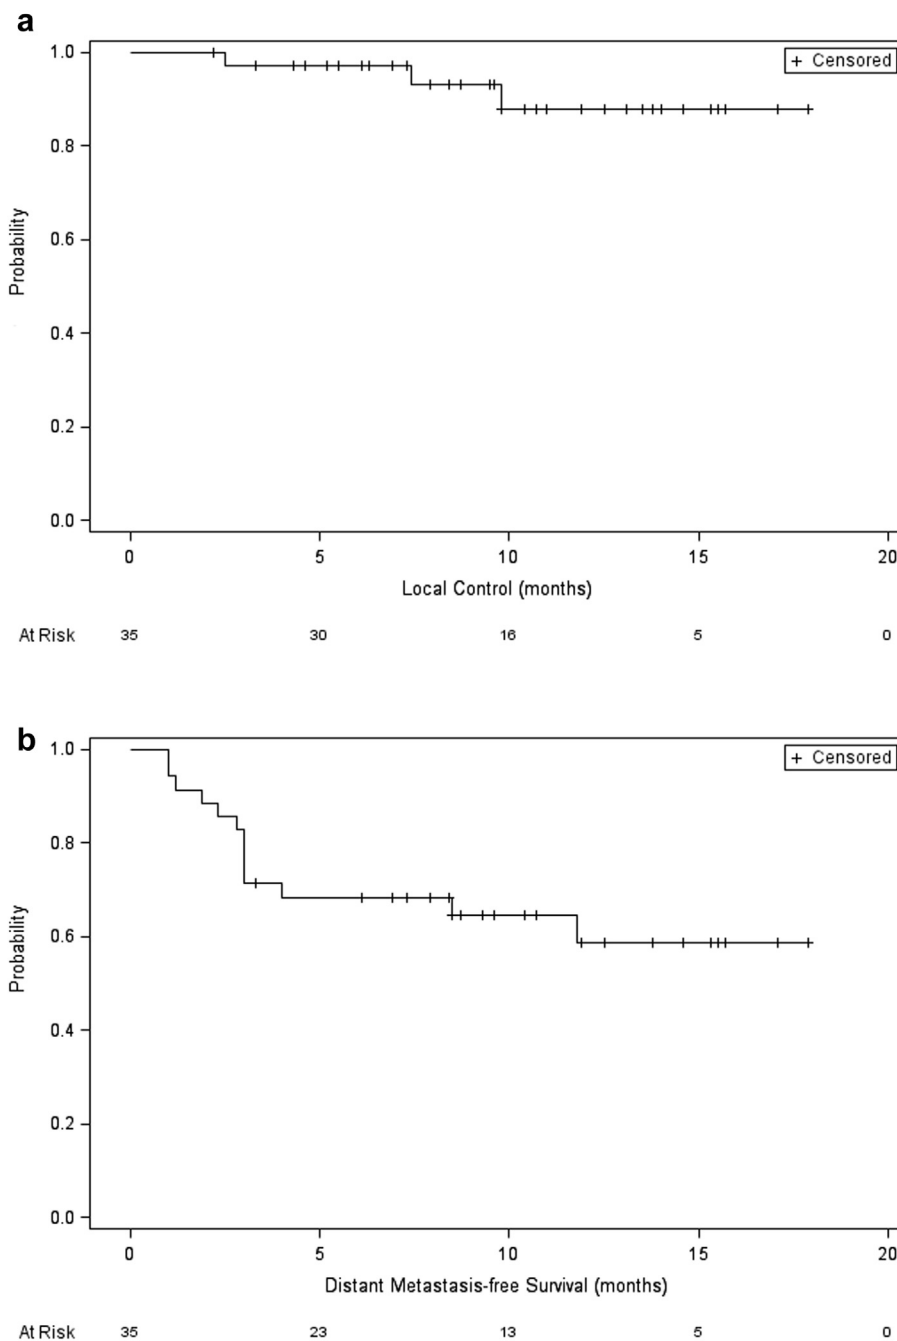 a
1.0
+ Censored
0.8
0.6
0.4
0.2
0.0
Probability
0 5 10 15 20
Local Control (months)
At Risk 35 30 16 5 0
b
1.0
+ Censored
0.8
0.6
0.4
0.2
0.0
Probability
0 5 10 15 20
Distant Metastasis-free Survival (months)
At Risk 35 23 13 5 0